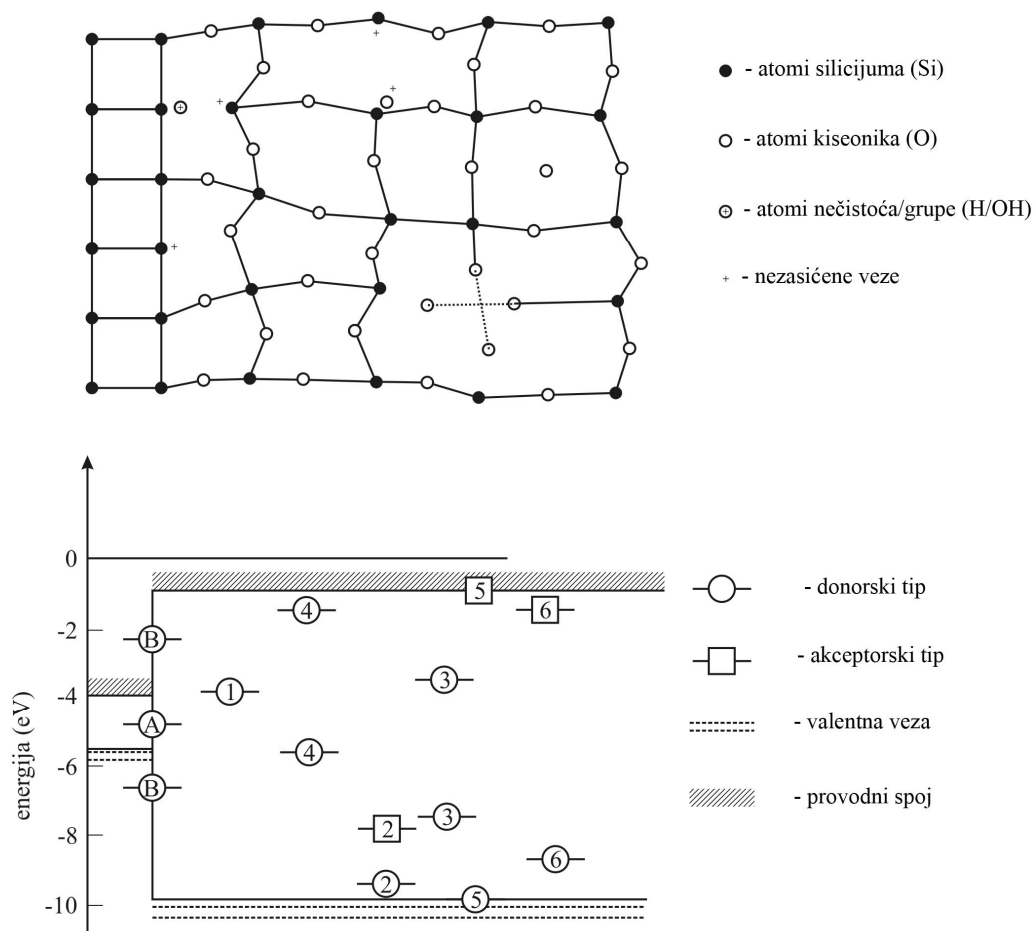 - atomi silicijuma (Si)
- atomi kiseonika (O)
- atomi nečistoća/grupe (H/OH)
- nezasićene veze
energija (eV)
0
-2
-4
-6
-8
-10
B
A
B
1
4
4
2
2
3
3
5
5
6
6
- donorski tip
- akceptorski tip
- valentna veza
- provodni spoj